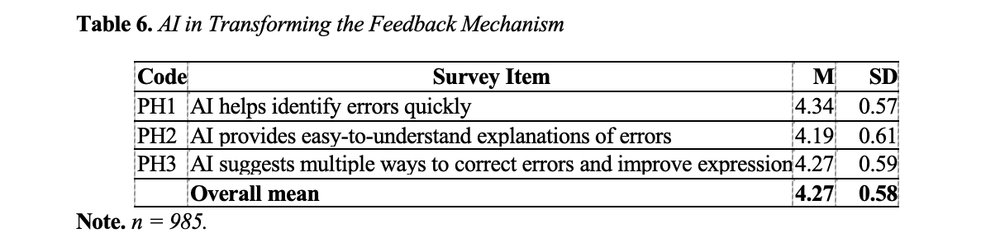 Table 6. AI in Transforming the Feedback Mechanism
Code Survey Item M SD
PH1 AI helps identify errors quickly 4.34 0.57
PH2 AI provides easy-to-understand explanations of errors 4.19 0.61
PH3 AI suggests multiple ways to correct errors and improve expression 4.27 0.59
Overall mean 4.27 0.58
Note. n = 985.